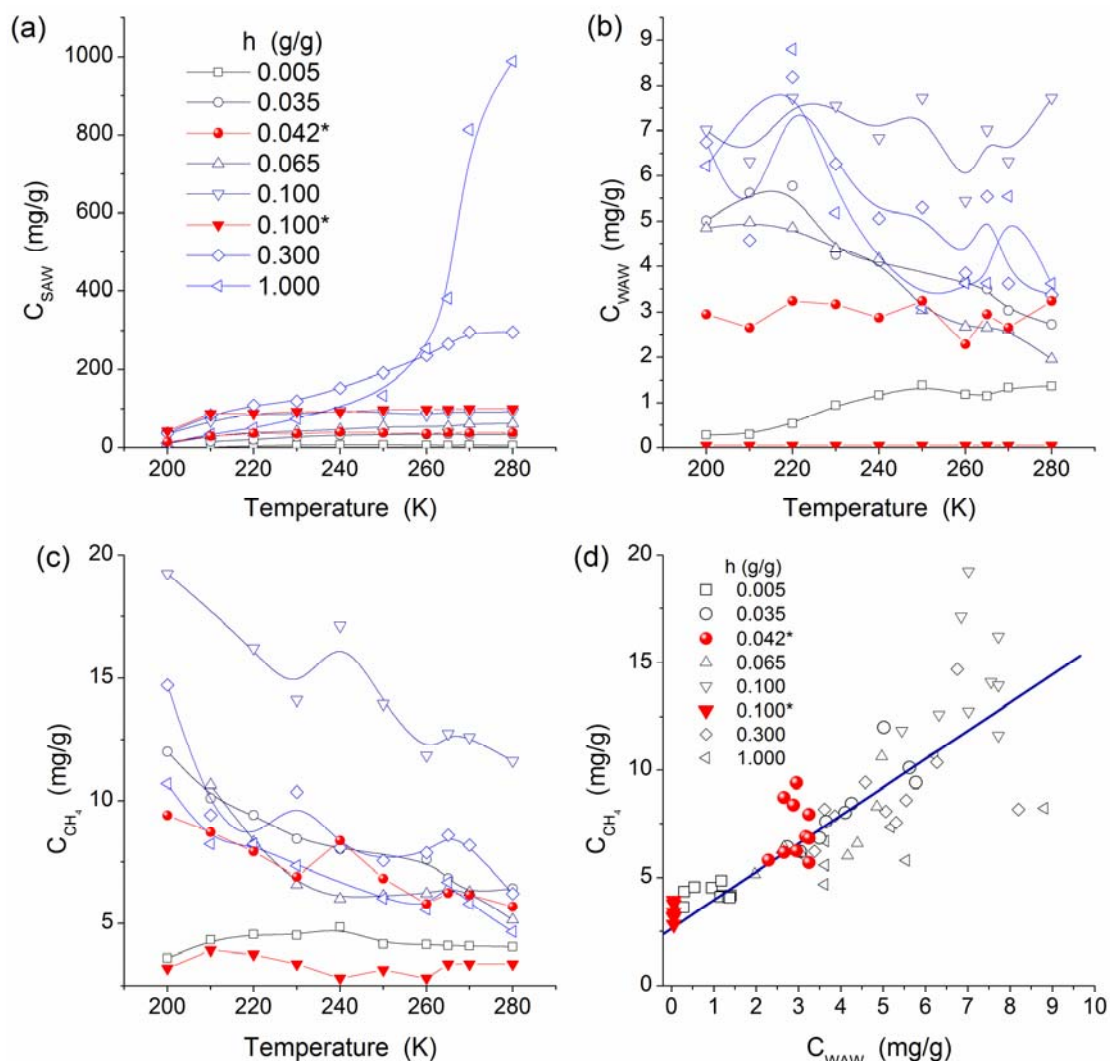 (a)
h (g/g)
0.005
0.035
0.042*
0.065
0.100
0.100*
0.300
1.000
1000
800
600
400
200
0
C_SAW (mg/g)
200 220 240 260 280
Temperature (K)
(b)
9
8
7
6
5
4
3
2
1
0
C_WAW (mg/g)
200 220 240 260 280
Temperature (K)
(c)
20
15
10
5
C_CH4 (mg/g)
200 220 240 260 280
Temperature (K)
(d)
h (g/g)
0.005
0.035
0.042*
0.065
0.100
0.100*
0.300
1.000
20
15
10
5
0
C_CH4 (mg/g)
0 1 2 3 4 5 6 7 8 9 10
C_WAW (mg/g)